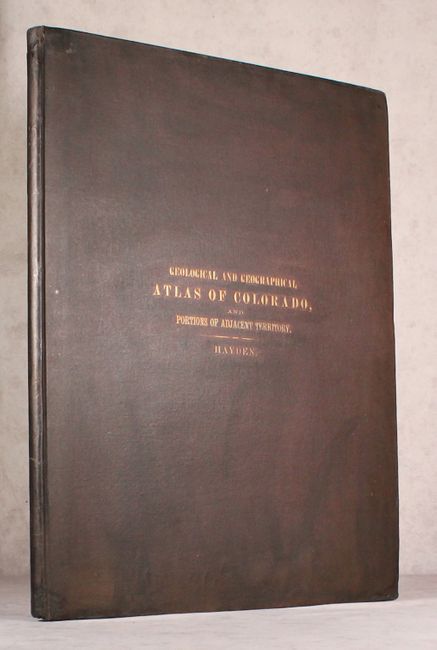 GEOLOGICAL AND GEOGRAPHICAL
ATLAS OF COLORADO,
AND
PORTIONS OF ADJACENT TERRITORY.
HAYDEN.